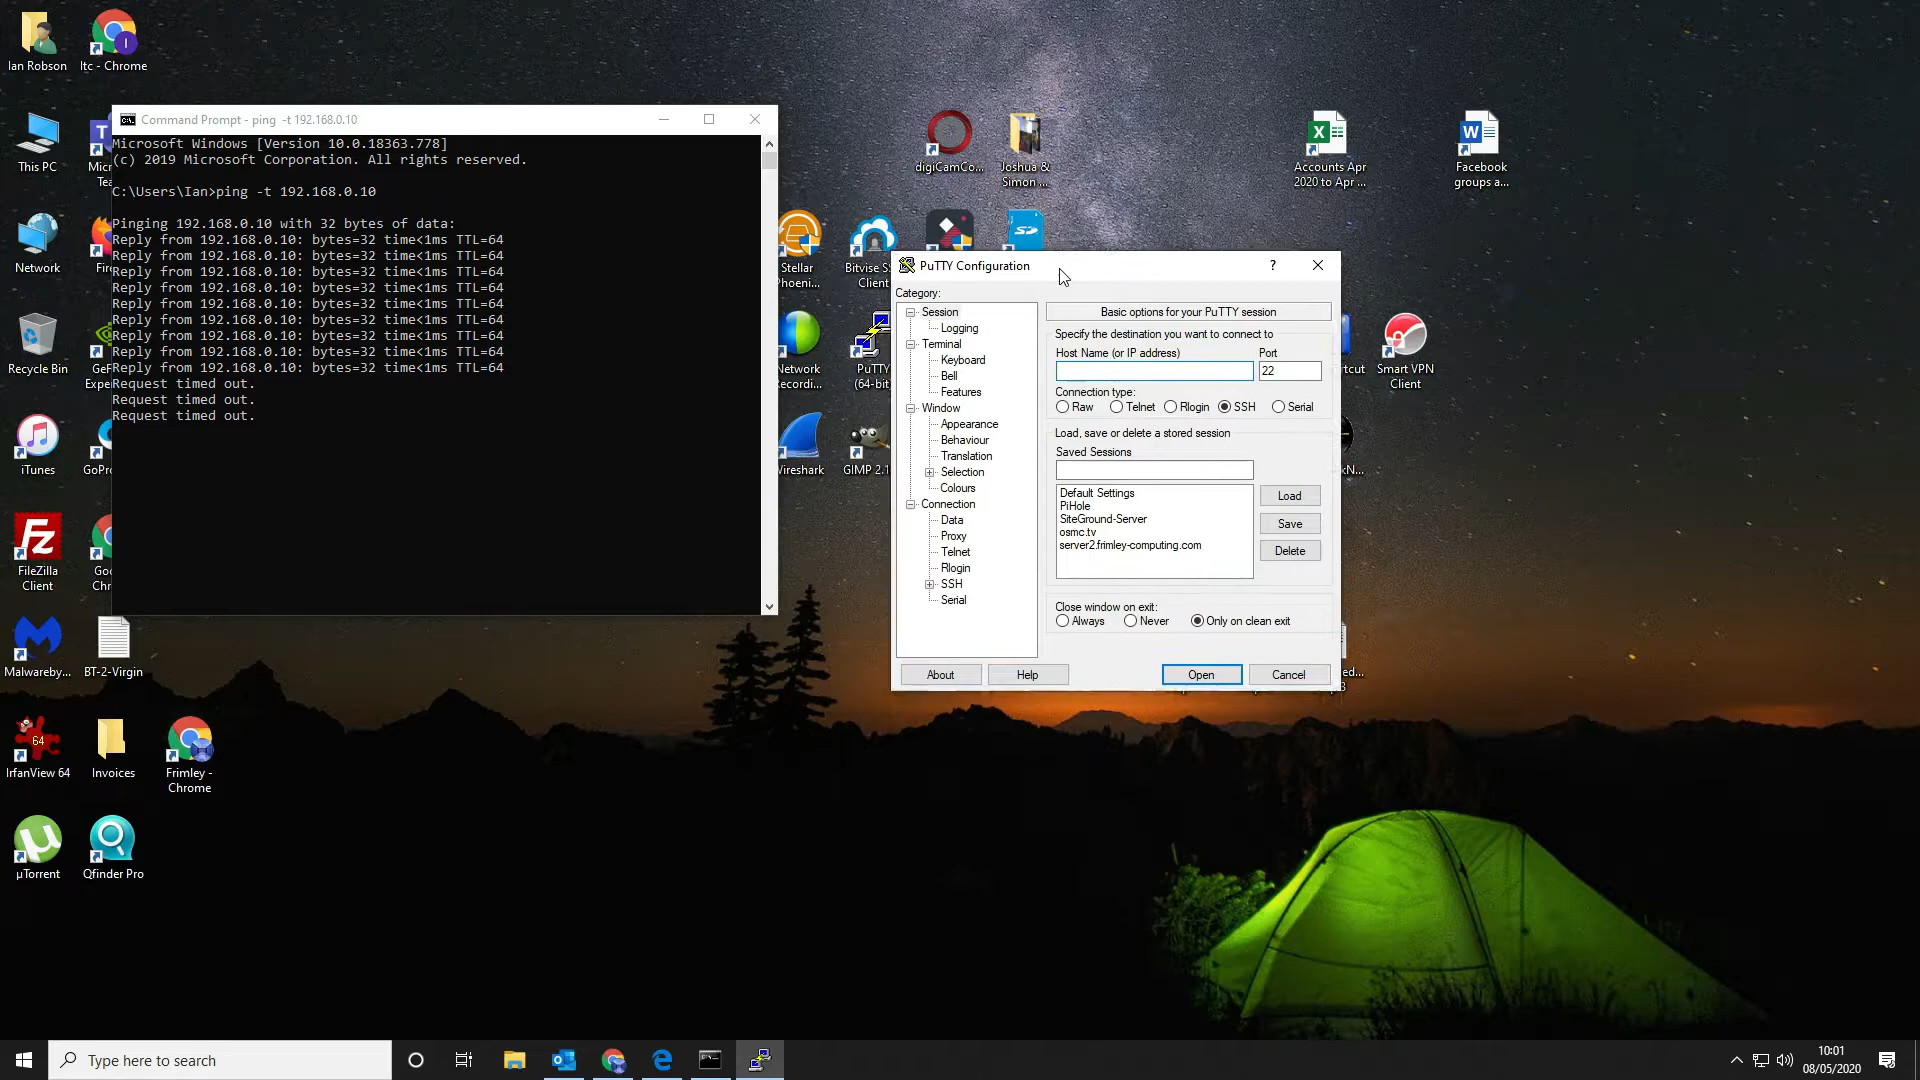 Ian Robson
ltc - Chrome
This PC
Network
Recycle Bin
iTunes
FileZilla
Client
Malwareby...
BT-2-Virgin
64
IrfanView 64
Invoices
Frimley -
Chrome
µTorrent
Qfinder Pro
Command Prompt - ping -t 192.168.0.10
Microsoft Windows [Version 10.0.18363.778]
(c) 2019 Microsoft Corporation. All rights reserved.
C:\Users\Ian>ping -t 192.168.0.10
Pinging 192.168.0.10 with 32 bytes of data:
Reply from 192.168.0.10: bytes=32 time<1ms TTL=64
Reply from 192.168.0.10: bytes=32 time<1ms TTL=64
Reply from 192.168.0.10: bytes=32 time<1ms TTL=64
Reply from 192.168.0.10: bytes=32 time<1ms TTL=64
Reply from 192.168.0.10: bytes=32 time<1ms TTL=64
Reply from 192.168.0.10: bytes=32 time<1ms TTL=64
Reply from 192.168.0.10: bytes=32 time<1ms TTL=64
Reply from 192.168.0.10: bytes=32 time<1ms TTL=64
Reply from 192.168.0.10: bytes=32 time<1ms TTL=64
Request timed out.
Request timed out.
Request timed out.
digiCamCo...
Joshua &
Simon ...
Accounts Apr
2020 to Apr ...
Facebook
groups a...
Stellar
Phoeni...
Bitvise S
Client
Network
Recordi...
PuTTY
(64-bit)
Wireshark
GIMP 2.1
Smart VPN
Client
PuTTY Configuration
Category:
Session
Logging
Terminal
Keyboard
Bell
Features
Window
Appearance
Behaviour
Translation
Selection
Colours
Connection
Data
Proxy
Telnet
Rlogin
SSH
Serial
Basic options for your PuTTY session
Specify the destination you want to connect to
Host Name (or IP address)
Port
22
Connection type:
Raw
Telnet
Rlogin
SSH
Serial
Load, save or delete a stored session
Saved Sessions
Default Settings
PiHole
SiteGround-Server
osmc.tv
server2.frimley-computing.com
Load
Save
Delete
Close window on exit:
Always
Never
Only on clean exit
About
Help
Open
Cancel
Type here to search
10:01
08/05/2020